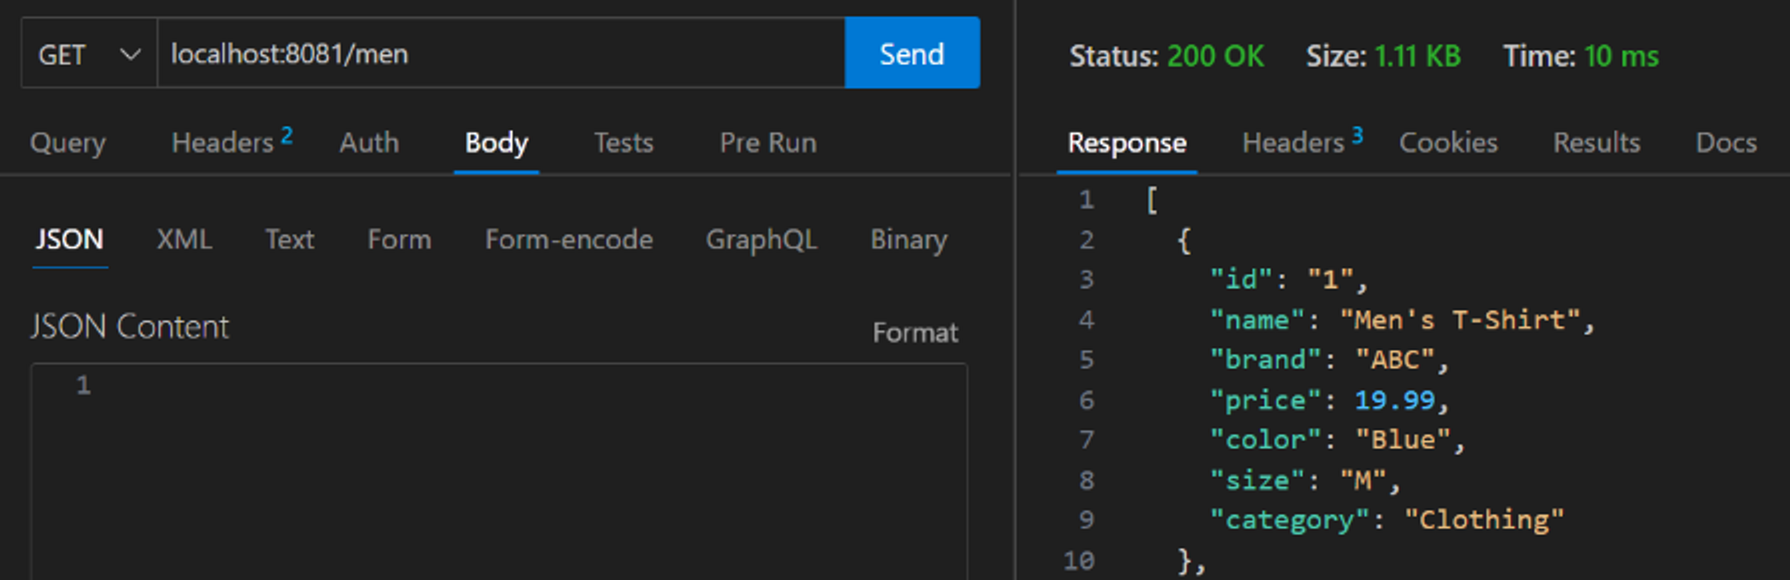 GET localhost:8081/men Send
Query Headers 2 Auth Body Tests Pre Run
JSON XML Text Form Form-encode GraphQL Binary
JSON Content Format
1
Status: 200 OK Size: 1.11 KB Time: 10 ms
Response Headers 3 Cookies Results Docs
1 [
2 {
3 "id": "1",
4 "name": "Men's T-Shirt",
5 "brand": "ABC",
6 "price": 19.99,
7 "color": "Blue",
8 "size": "M",
9 "category": "Clothing"
10 },